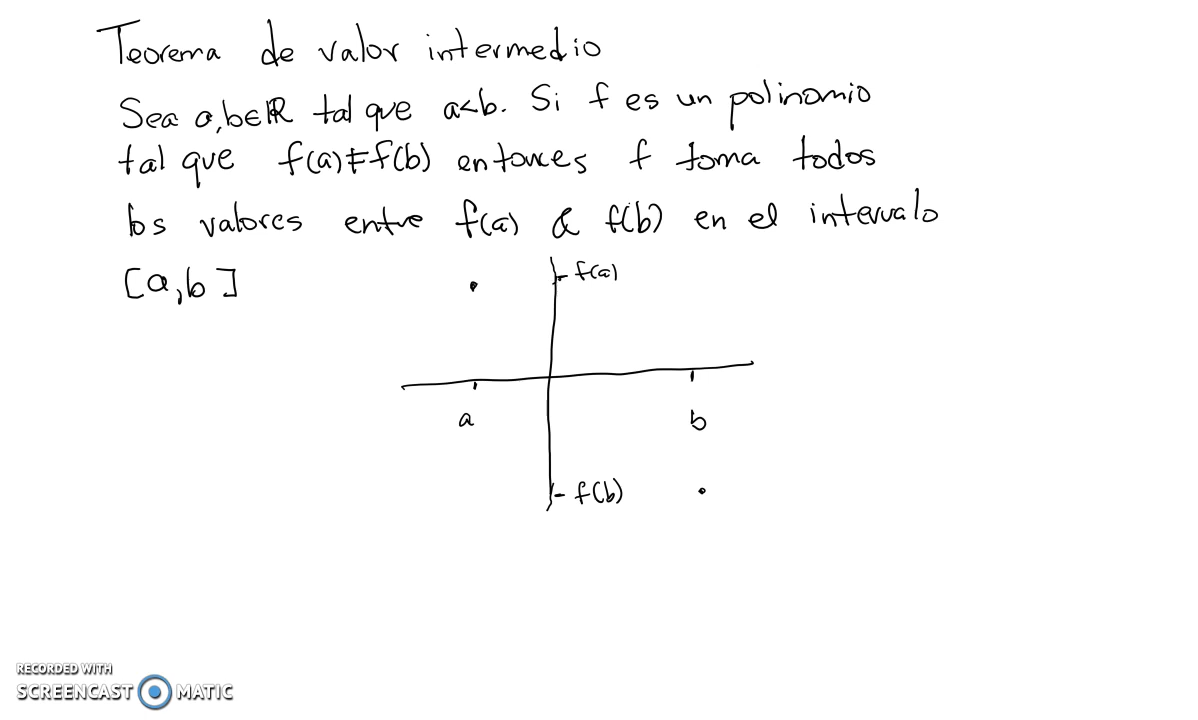 Teorema de valor intermedio
Sea a,b∈ℝ tal que a<b. Si f es un polinomio
tal que f(a)≠f(b) entonces f toma todos
los valores entre f(a) & f(b) en el intervalo
[a,b]
f(a)
a
b
f(b)
RECORDED WITH
SCREENCAST MATIC